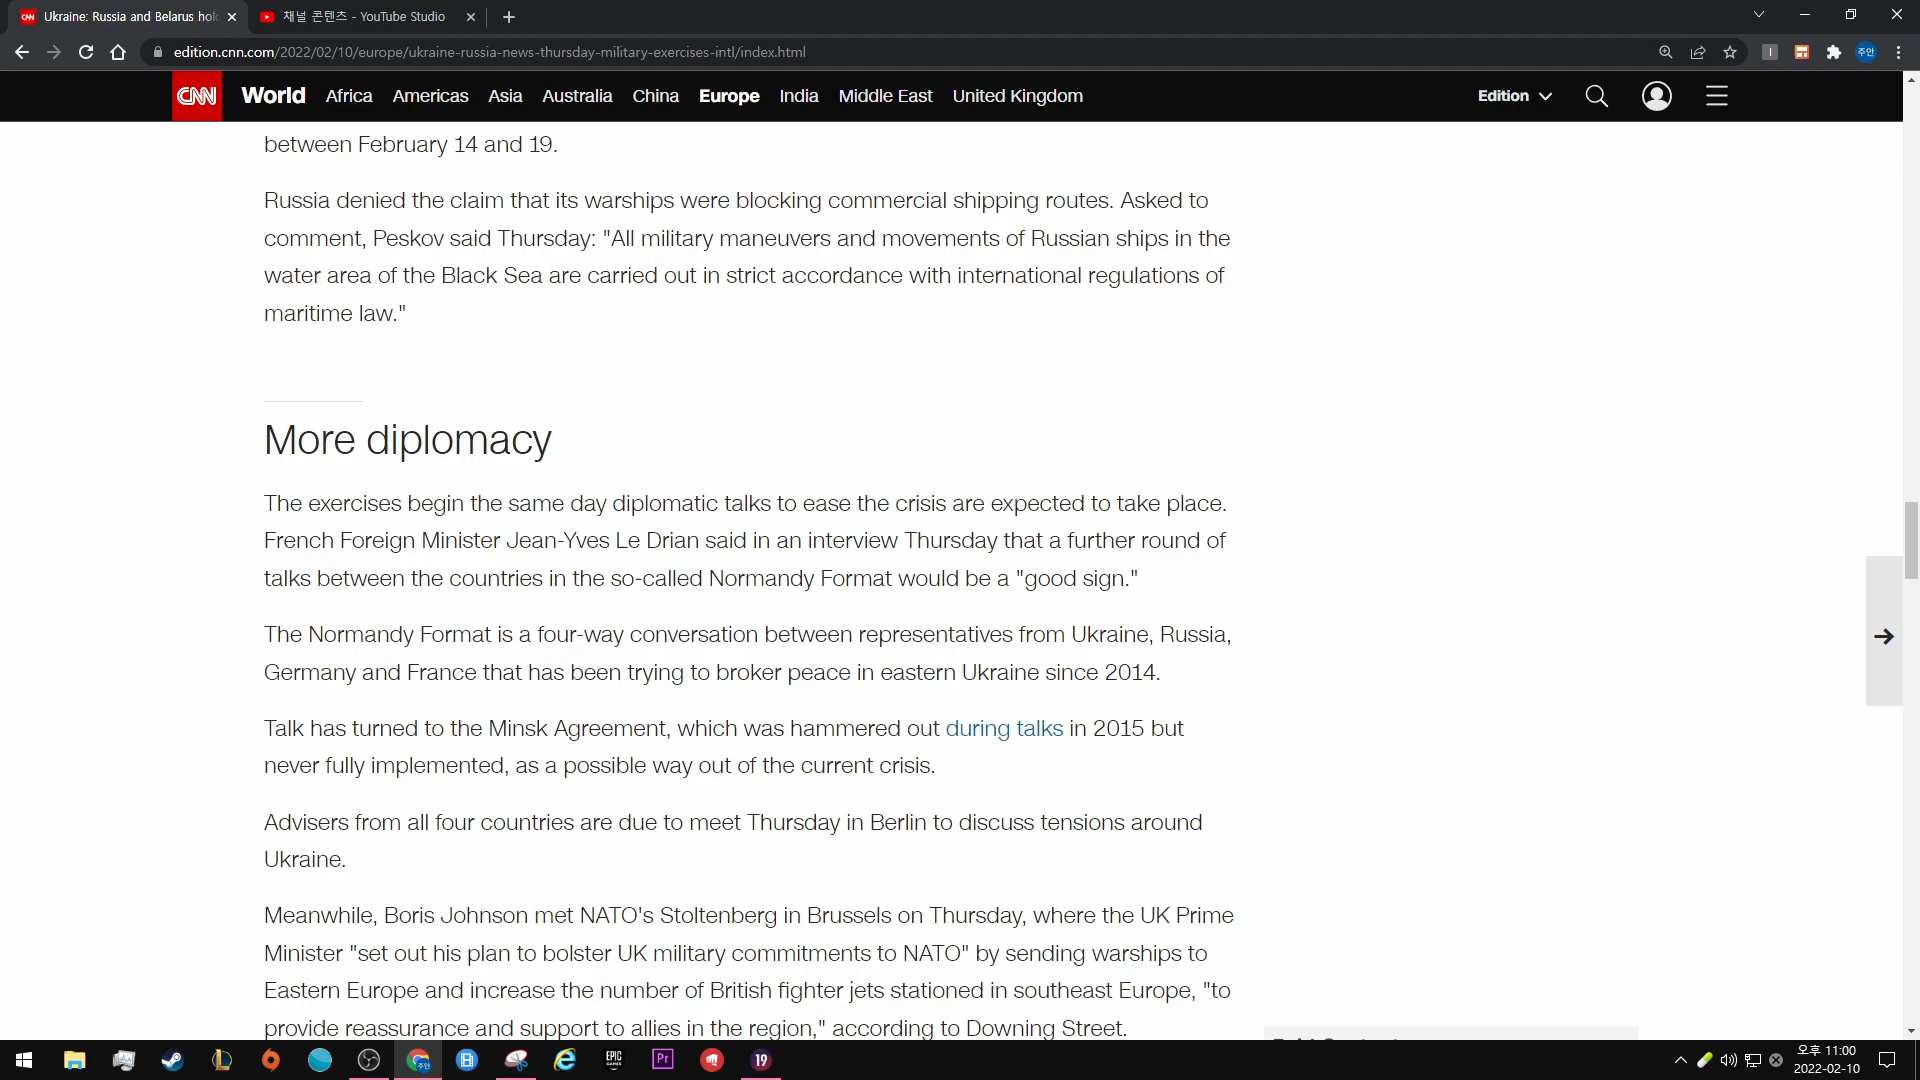 Ukraine: Russia and Belarus hol
채널 콘텐츠 - YouTube Studio
edition.cnn.com/2022/02/10/europe/ukraine-russia-news-thursday-military-exercises-intl/index.html
주안
CNN World Africa Americas Asia Australia China Europe India Middle East United Kingdom Edition
between February 14 and 19.
Russia denied the claim that its warships were blocking commercial shipping routes. Asked to
comment, Peskov said Thursday: "All military maneuvers and movements of Russian ships in the
water area of the Black Sea are carried out in strict accordance with international regulations of
maritime law."
More diplomacy
The exercises begin the same day diplomatic talks to ease the crisis are expected to take place.
French Foreign Minister Jean-Yves Le Drian said in an interview Thursday that a further round of
talks between the countries in the so-called Normandy Format would be a "good sign."
The Normandy Format is a four-way conversation between representatives from Ukraine, Russia,
Germany and France that has been trying to broker peace in eastern Ukraine since 2014.
Talk has turned to the Minsk Agreement, which was hammered out during talks in 2015 but
never fully implemented, as a possible way out of the current crisis.
Advisers from all four countries are due to meet Thursday in Berlin to discuss tensions around
Ukraine.
Meanwhile, Boris Johnson met NATO's Stoltenberg in Brussels on Thursday, where the UK Prime
Minister "set out his plan to bolster UK military commitments to NATO" by sending warships to
Eastern Europe and increase the number of British fighter jets stationed in southeast Europe, "to
provide reassurance and support to allies in the region," according to Downing Street.
주안
EPIC
GAMES
Pr
19
오후 11:00
2022-02-10